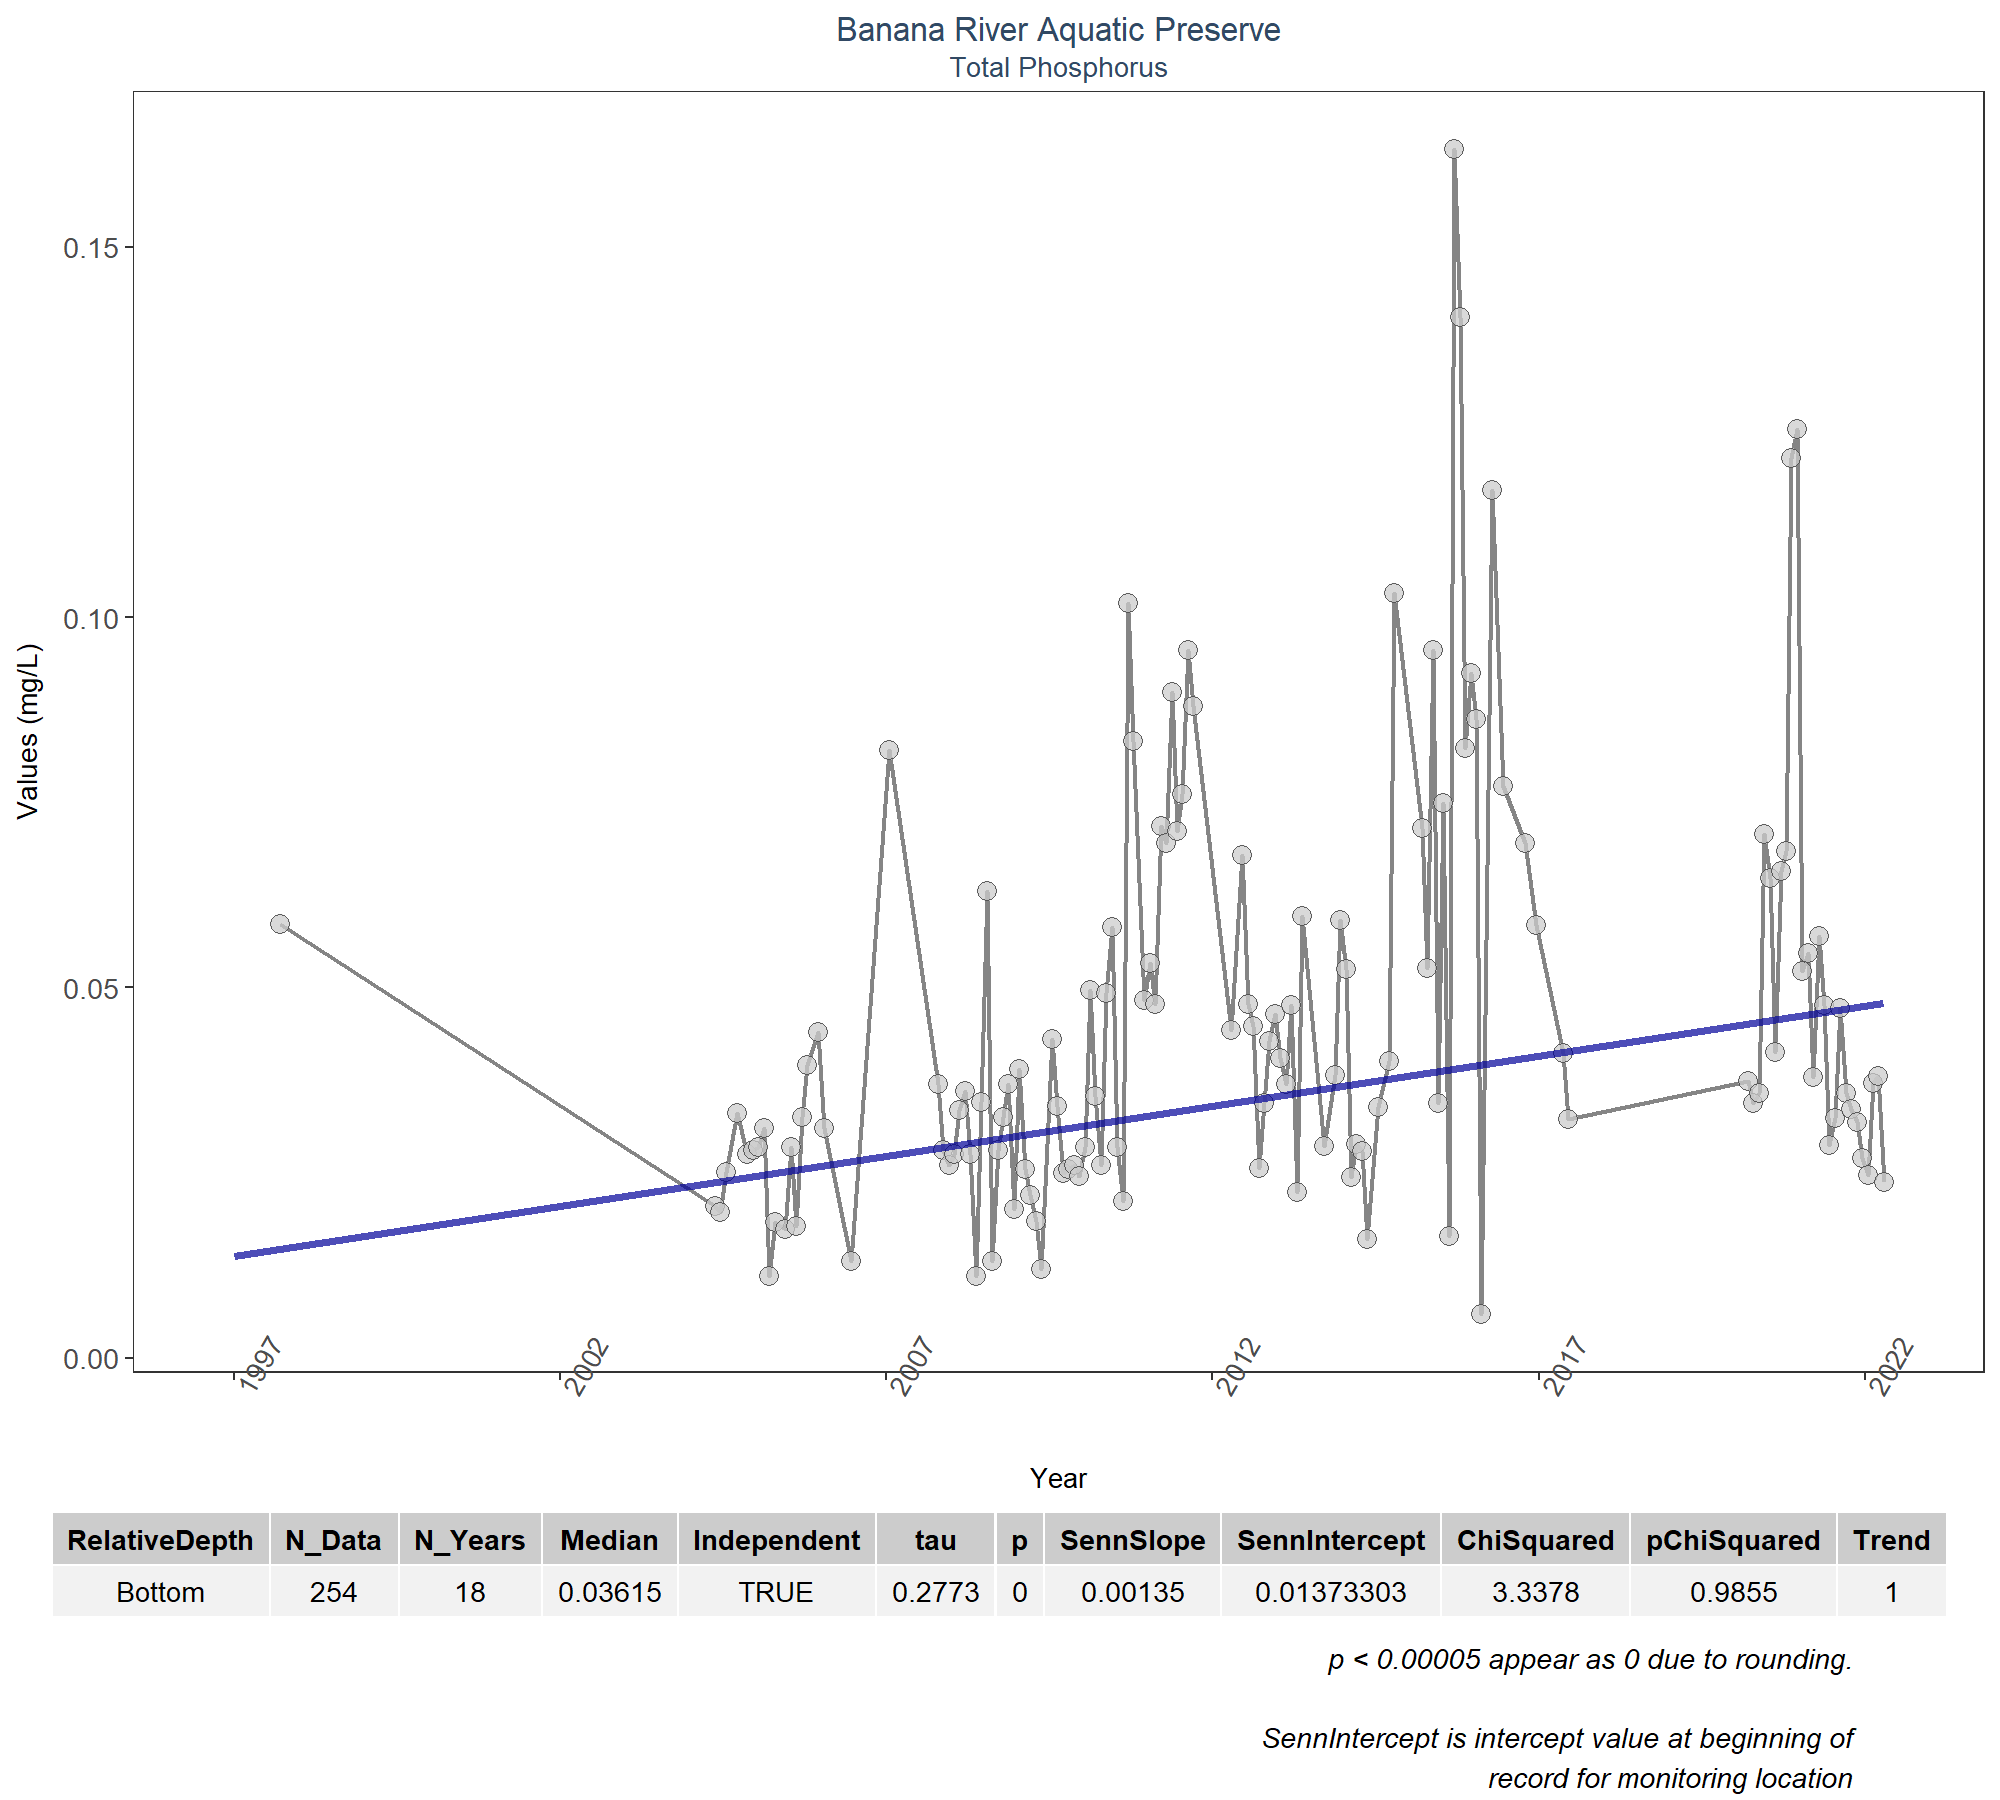 Banana River Aquatic Preserve
Total Phosphorus
Values (mg/L)
0.15
0.10
0.05
0.00
1997 2002 2007 2012 2017 2022
Year
RelativeDepth N_Data N_Years Median Independent tau p SennSlope SennIntercept ChiSquared pChiSquared Trend
Bottom 254 18 0.03615 TRUE 0.2773 0 0.00135 0.01373303 3.3378 0.9855 1
p < 0.00005 appear as 0 due to rounding.
SennIntercept is intercept value at beginning of
record for monitoring location